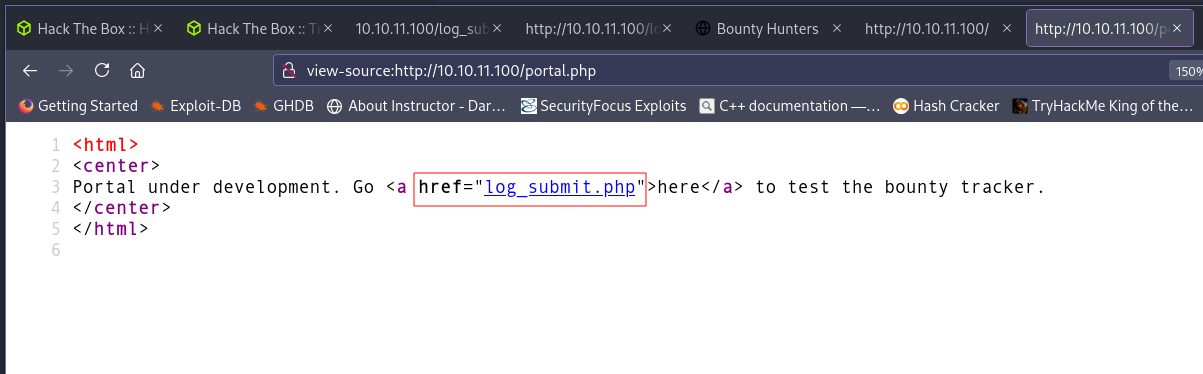 Hack The Box :: H
Hack The Box :: T
10.10.11.100/log_sub
http://10.10.11.100/lo
Bounty Hunters
http://10.10.11.100/
http://10.10.11.100/p
view-source:http://10.10.11.100/portal.php
150%
Getting Started
Exploit-DB
GHDB
About Instructor - Dar…
SecurityFocus Exploits
C++ documentation —…
Hash Cracker
TryHackMe King of the…
1 <html>
2 <center>
3 Portal under development. Go <a href="log_submit.php">here</a> to test the bounty tracker.
4 </center>
5 </html>
6